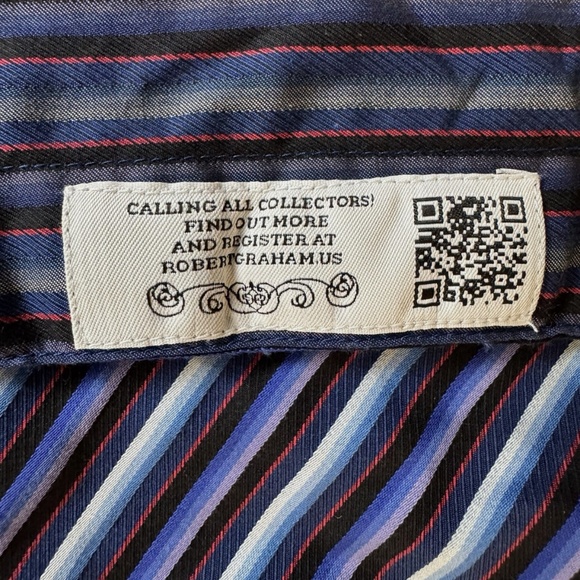 CALLING ALL COLLECTORS!
FIND OUT MORE
AND REGISTER AT
ROBERTGRAHAM.US